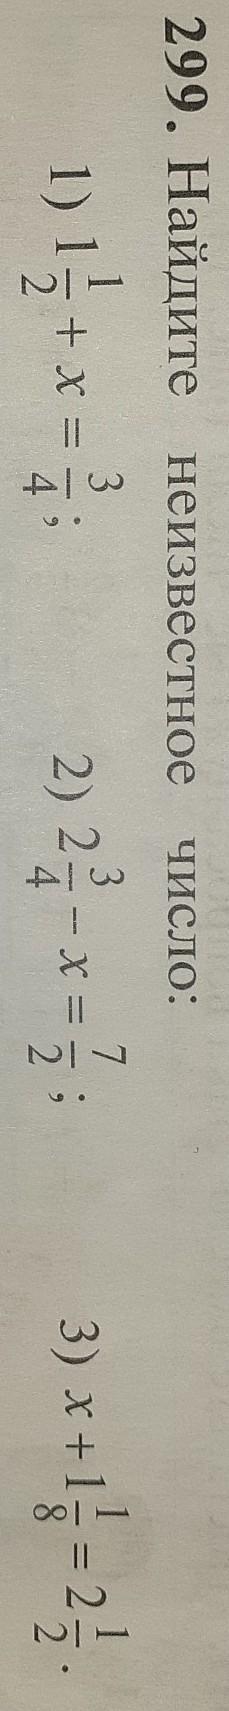 299. Найдите неизвестное число:
1) 1 1/2 + x = 3/4; 2) 2 3/4 − x = 7/2; 3) x + 1 1/8 = 2 1/2.